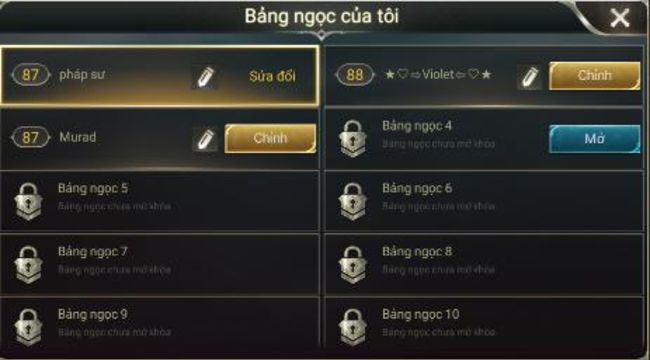 Bảng ngọc của tôi
87 pháp sư Sửa đổi
88 ★♡⇨Violet⇦♡★ Chỉnh
87 Murad Chỉnh
Bảng ngọc 4
Bảng ngọc chưa mở khóa
Mở
Bảng ngọc 5
Bảng ngọc chưa mở khóa
Bảng ngọc 6
Bảng ngọc chưa mở khóa
Bảng ngọc 7
Bảng ngọc chưa mở khóa
Bảng ngọc 8
Bảng ngọc chưa mở khóa
Bảng ngọc 9
Bảng ngọc chưa mở khóa
Bảng ngọc 10
Bảng ngọc chưa mở khóa